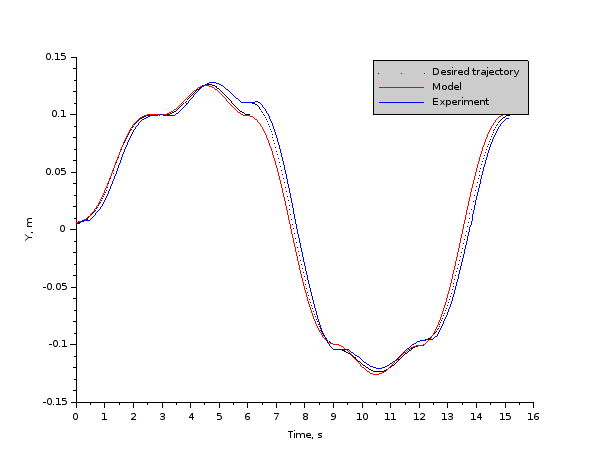 0.15
Desired trajectory
Model
Experiment
0.1
0.05
0
Y, m
-0.05
-0.1
-0.15
0 1 2 3 4 5 6 7 8 9 10 11 12 13 14 15 16
Time, s